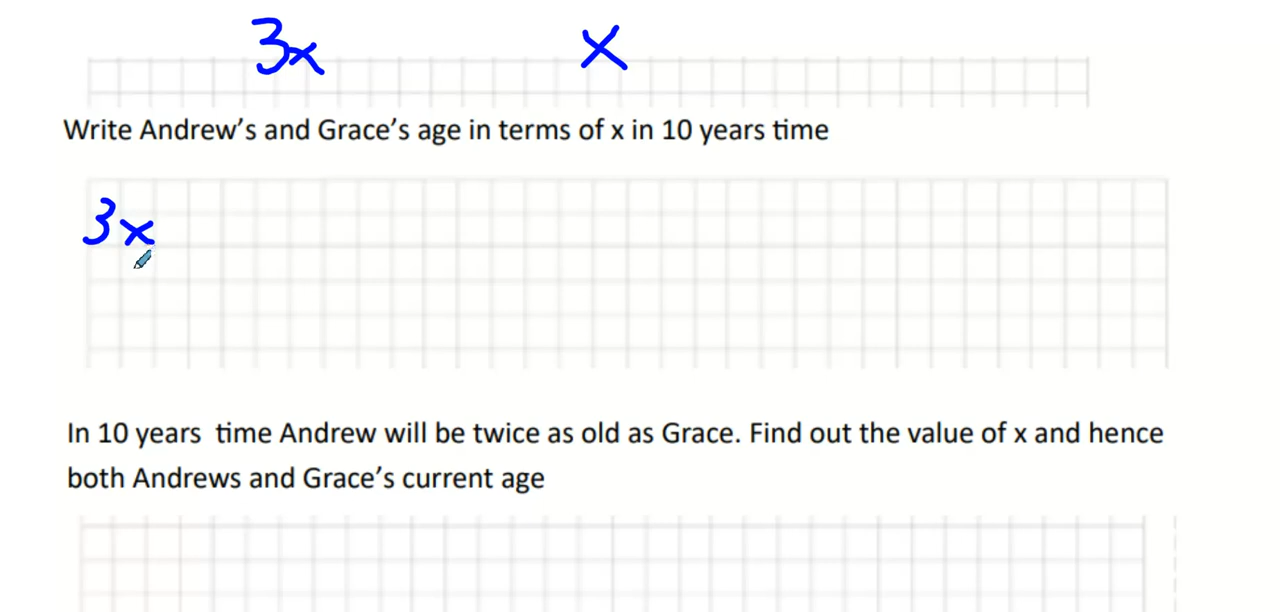 3x x
Write Andrew's and Grace's age in terms of x in 10 years time
3x
In 10 years time Andrew will be twice as old as Grace. Find out the value of x and hence
both Andrews and Grace's current age